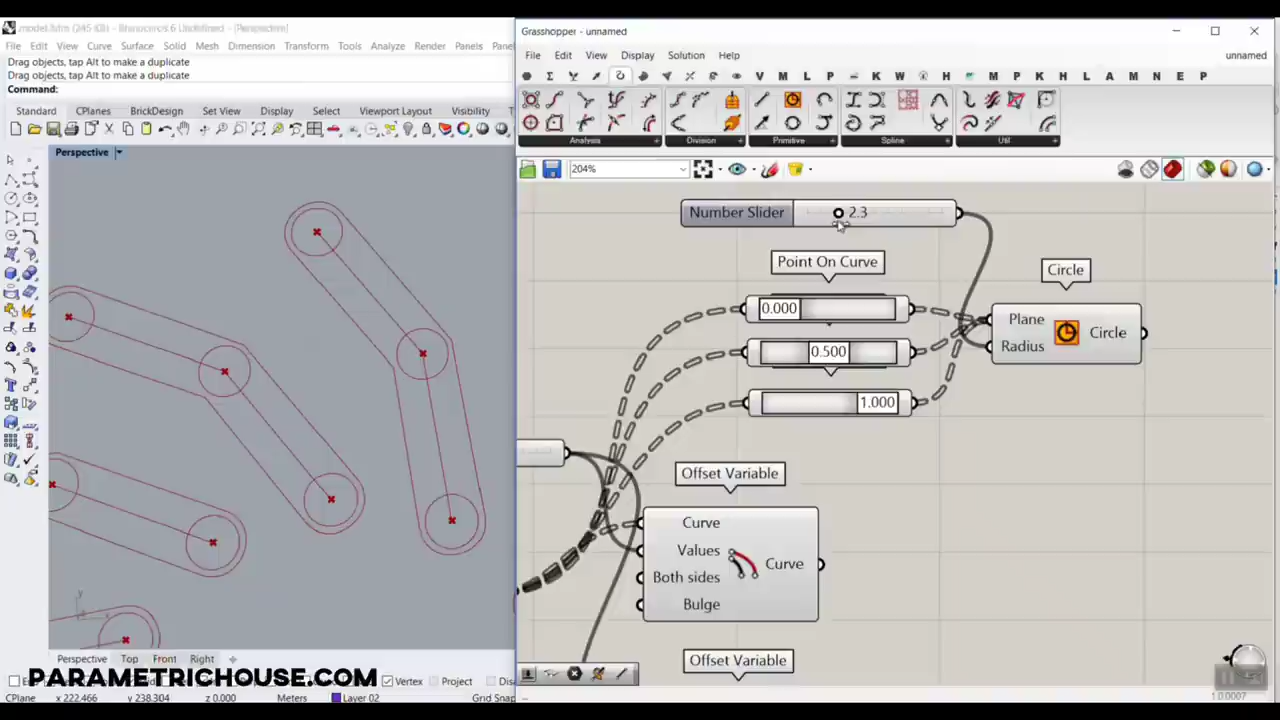 model.3dm (245 KB) - Rhinoceros 6 Undefined - [Perspective]
File Edit View Curve Surface Solid Mesh Dimension Transform Tools Analyze Render Panels
Drag objects, tap Alt to make a duplicate
Drag objects, tap Alt to make a duplicate
Command:
Standard CPlanes BrickDesign Set View Display Select Viewport Layout Visibility
Perspective
y
Perspective Top Front Right
PARAMETRICHOUSE.COM
Vertex Project
CPlane x 222.466 y 238.304 z 0.000 Meters Layer 02 Grid Snap
Grasshopper - unnamed
File Edit View Display Solution Help unnamed
V M L P K W H M P K H L A M N E P
Analysis Division Primitive Spline Util
204%
Number Slider 2.3
Point On Curve
Circle
0.000
Plane
Radius
Circle
0.500
1.000
Offset Variable
Curve
Values
Both sides
Bulge
Curve
Offset Variable
1.0.0007